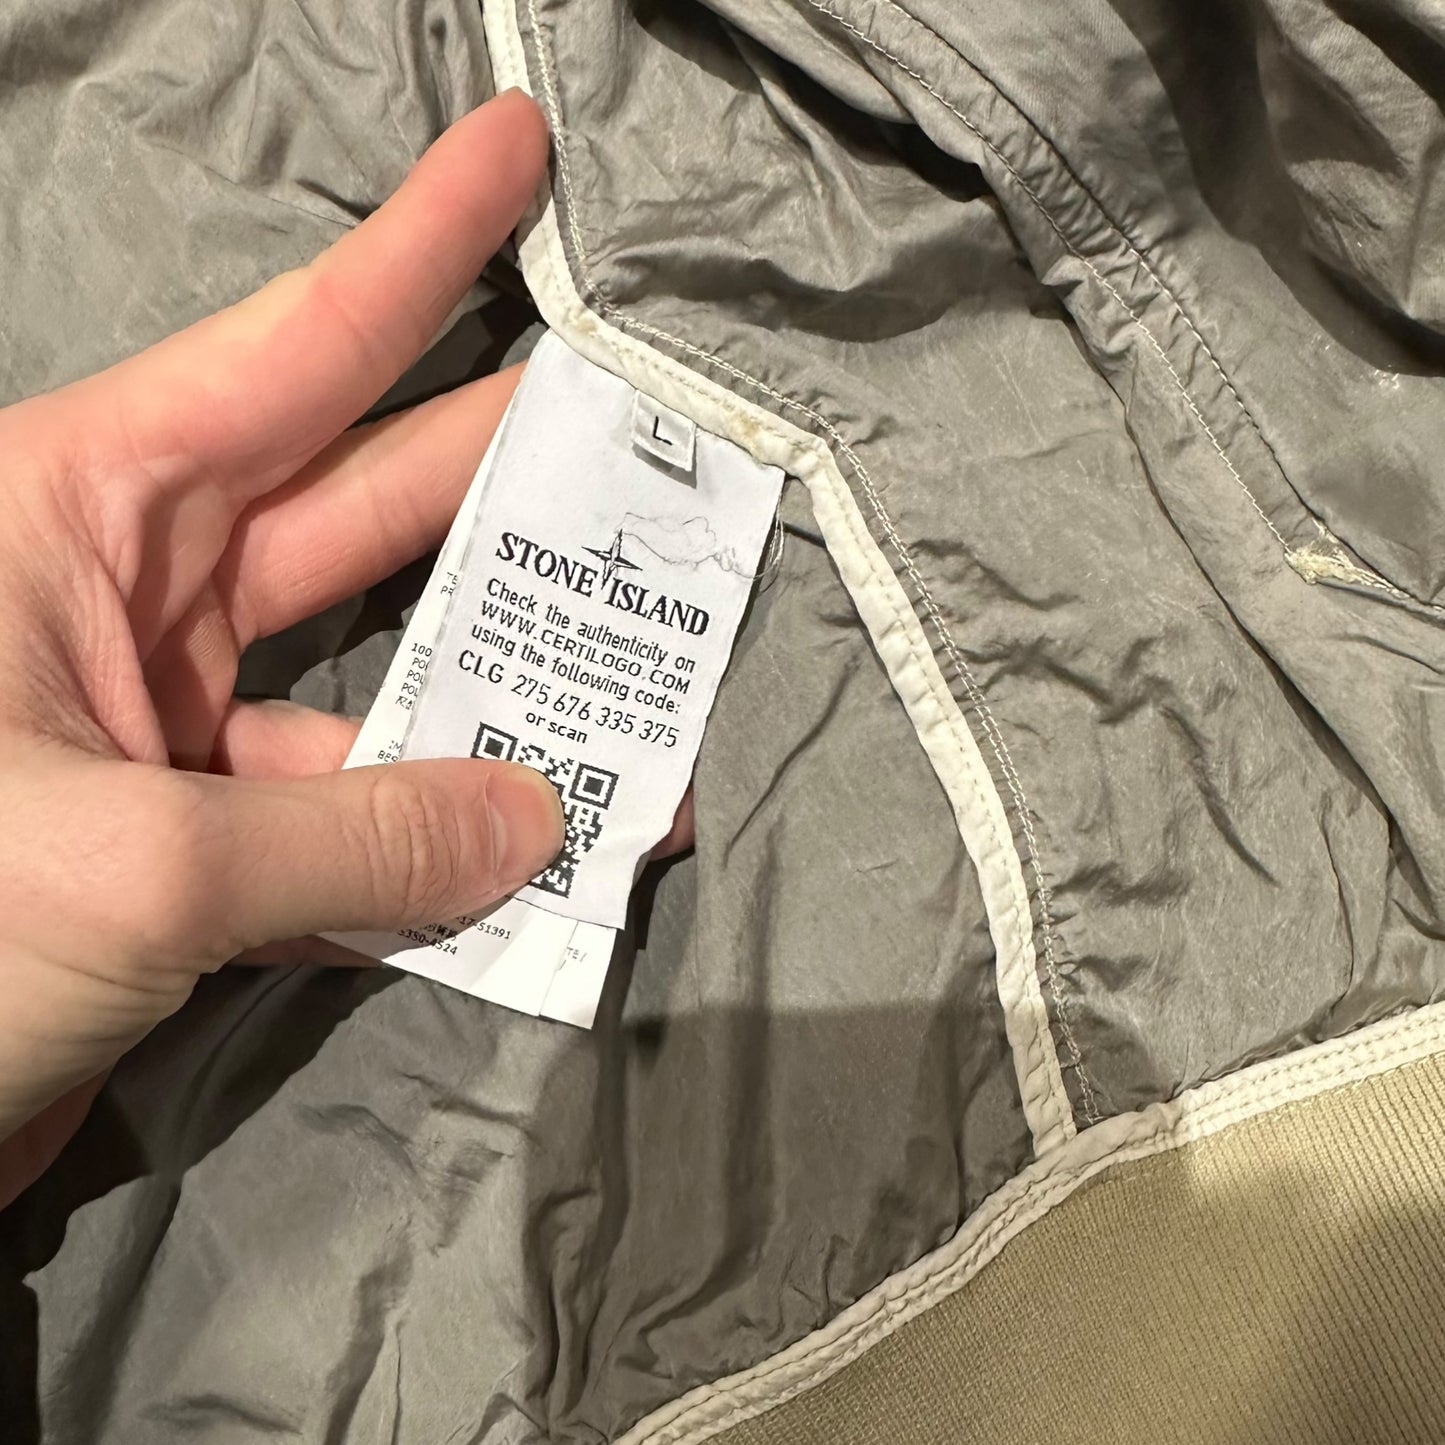 L
STONE ISLAND
Check the authenticity on
WWW.CERTILOGO.COM
using the following code:
CLG 275 676 335 375
or scan
100